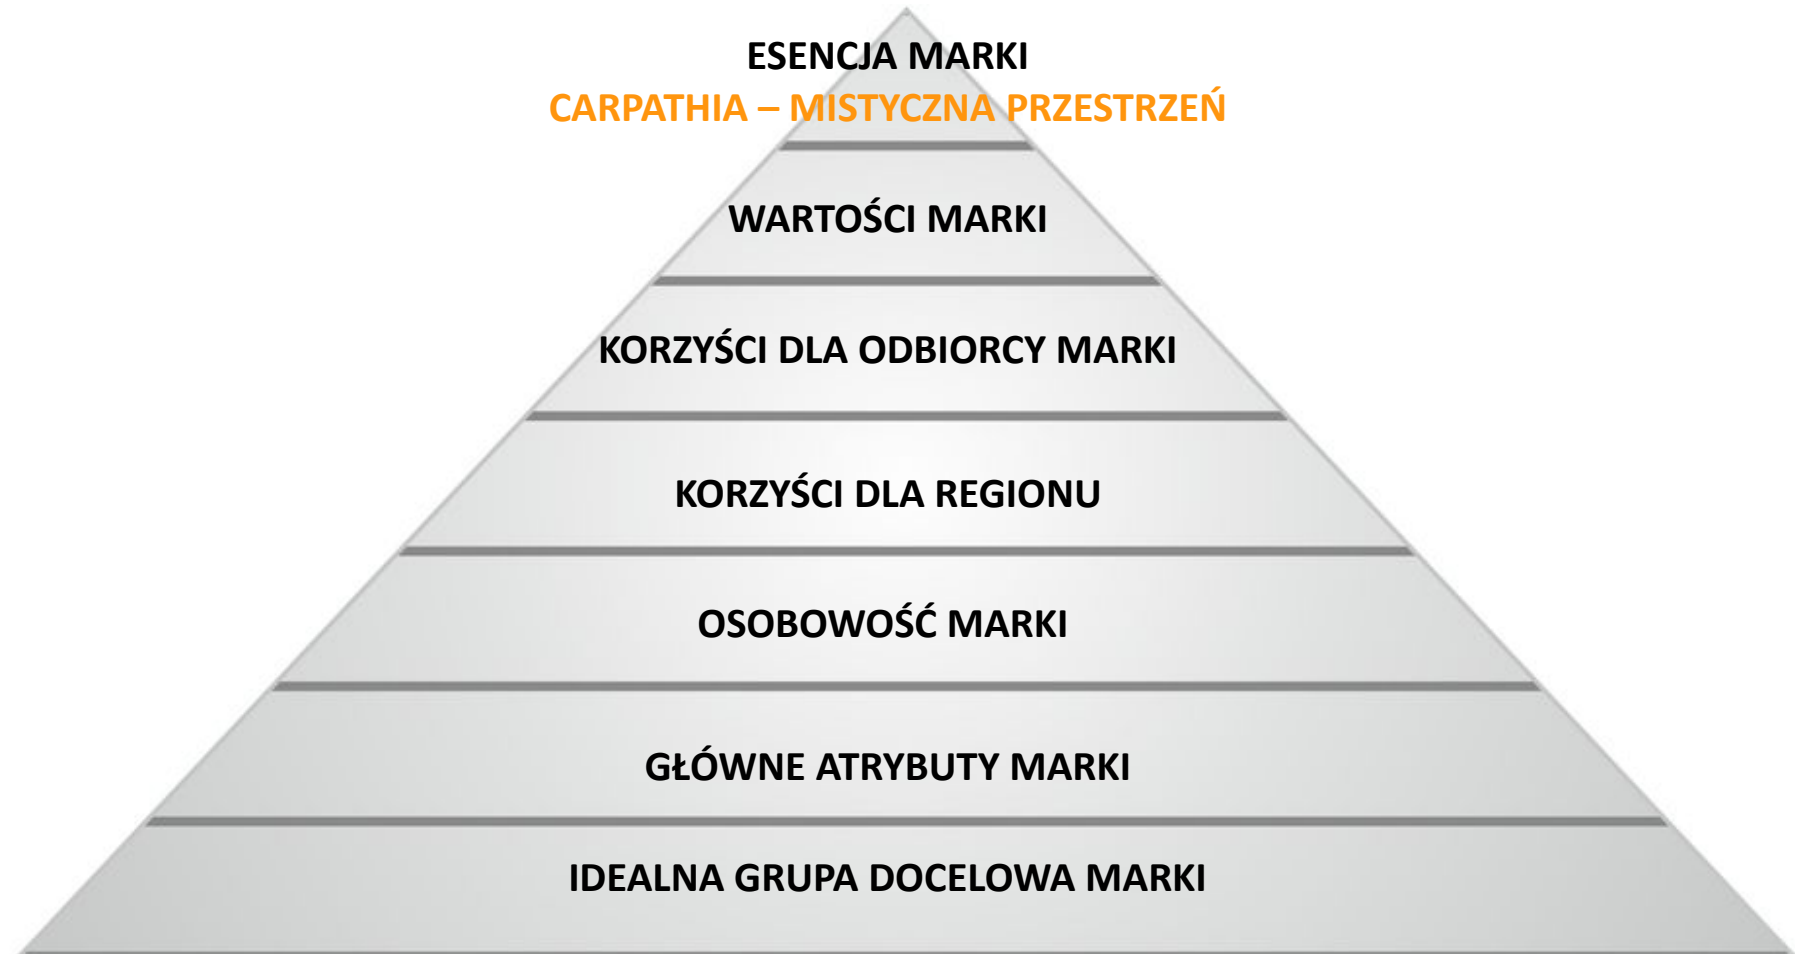 ESENCJA MARKI
CARPATHIA – MISTYCZNA PRZESTRZEŃ
WARTOŚCI MARKI
KORZYŚCI DLA ODBIORCY MARKI
KORZYŚCI DLA REGIONU
OSOBOWOŚĆ MARKI
GŁÓWNE ATRYBUTY MARKI
IDEALNA GRUPA DOCELOWA MARKI